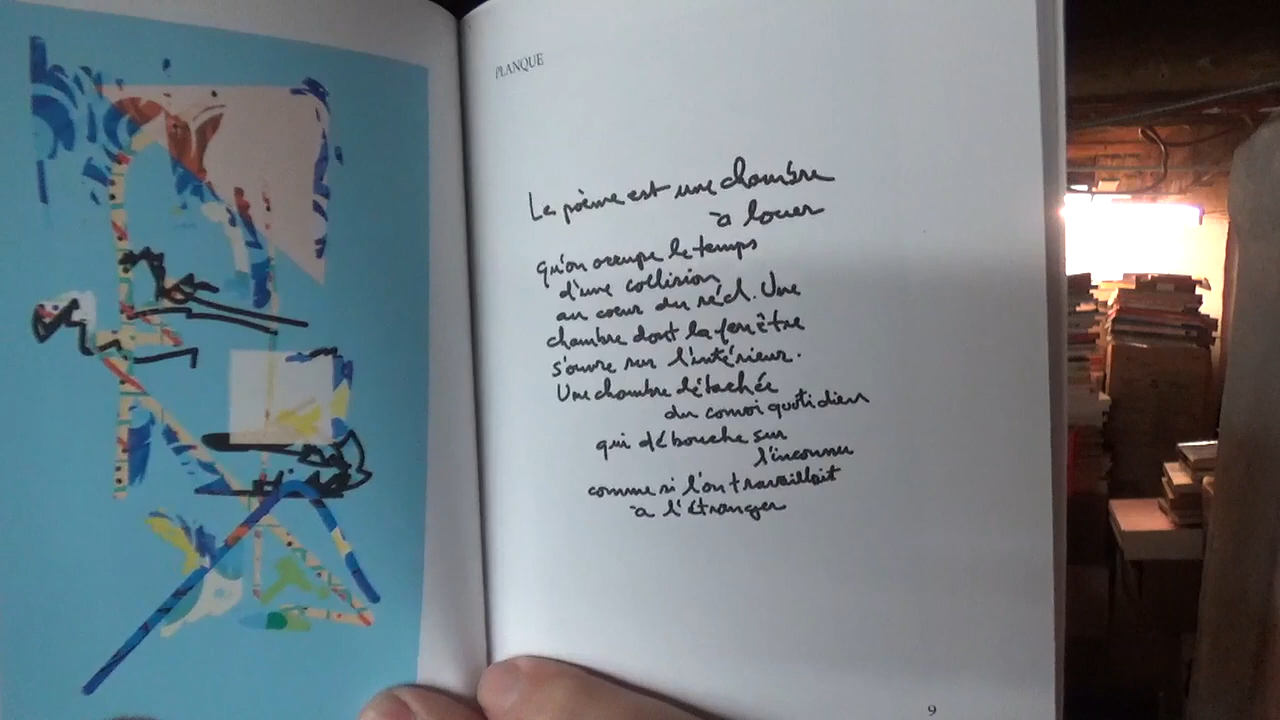 PLANQUE
Le poème est une chambre
à louer
qu'on occupe le temps
d'une collision
au cœur du réel. Une
chambre dont la fenêtre
s'ouvre sur l'intérieur.
Une chambre détachée
du convoi quotidien
qui débouche sur
l'inconnu
comme si l'on travaillait
à l'étranger
9